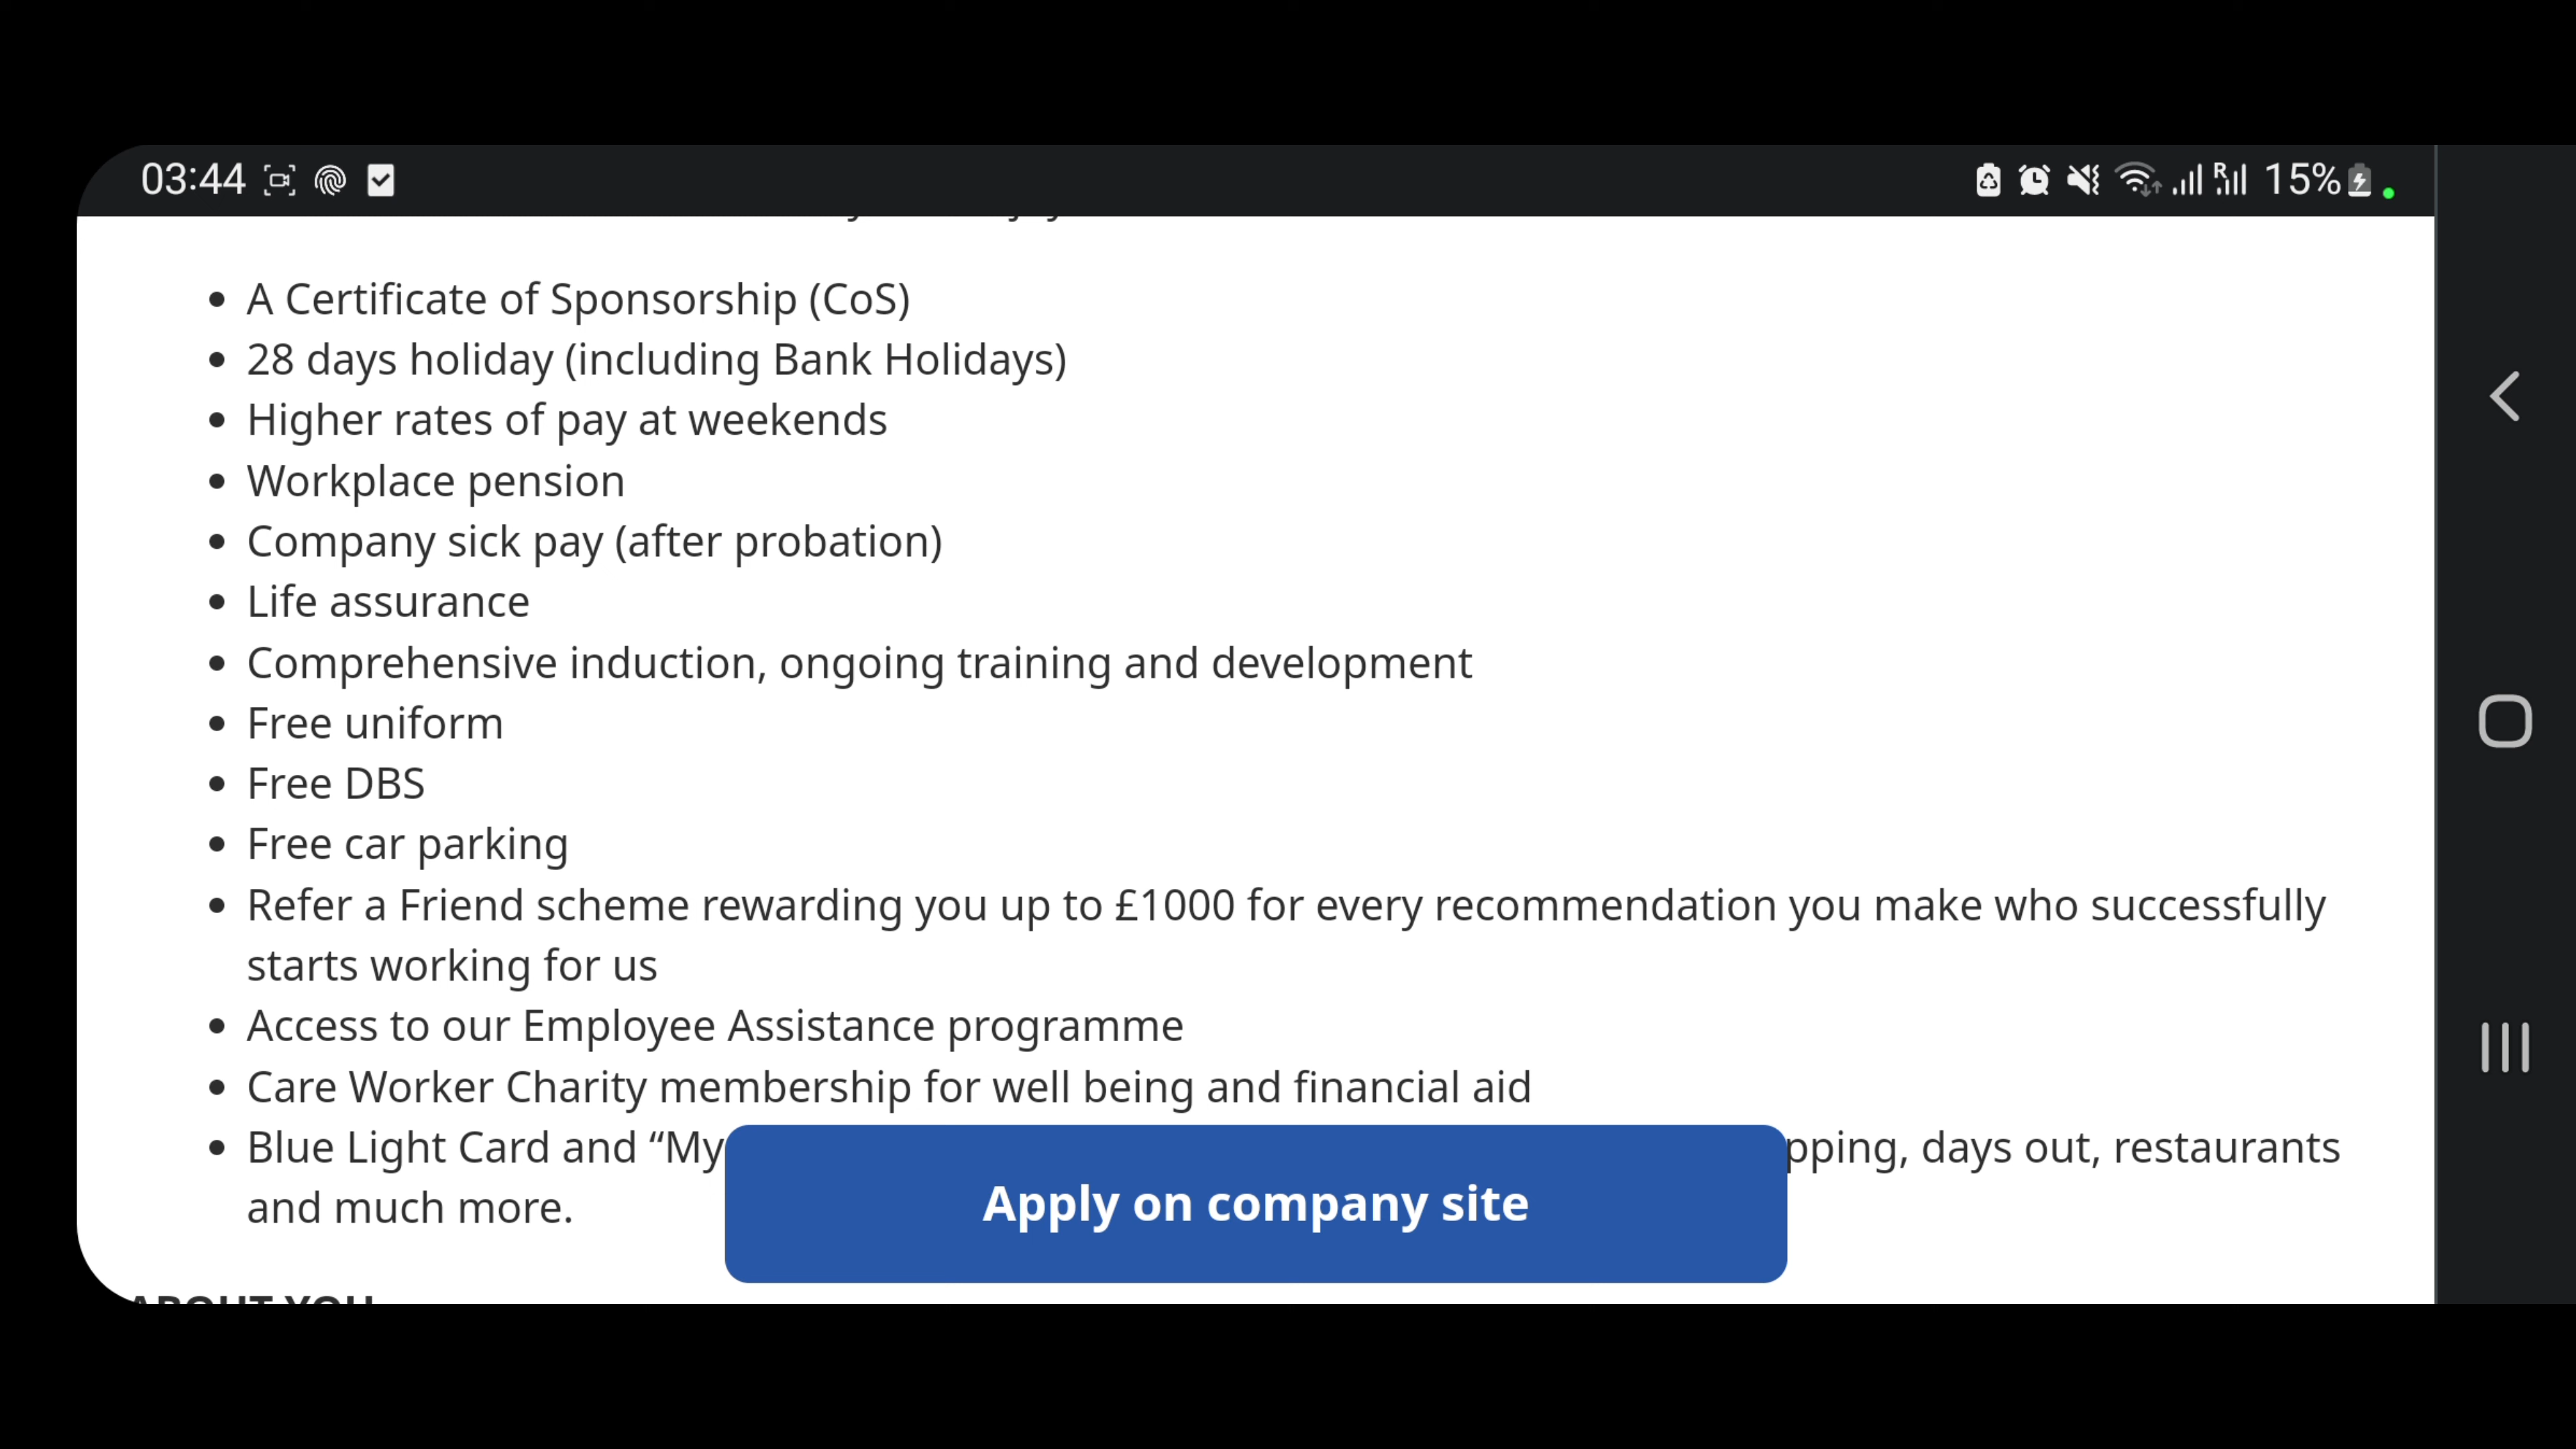 03:44
15%
• A Certificate of Sponsorship (CoS)
• 28 days holiday (including Bank Holidays)
• Higher rates of pay at weekends
• Workplace pension
• Company sick pay (after probation)
• Life assurance
• Comprehensive induction, ongoing training and development
• Free uniform
• Free DBS
• Free car parking
• Refer a Friend scheme rewarding you up to £1000 for every recommendation you make who successfully
starts working for us
• Access to our Employee Assistance programme
• Care Worker Charity membership for well being and financial aid
• Blue Light Card and “My pping, days out, restaurants
and much more.
Apply on company site
ABOUT YOU